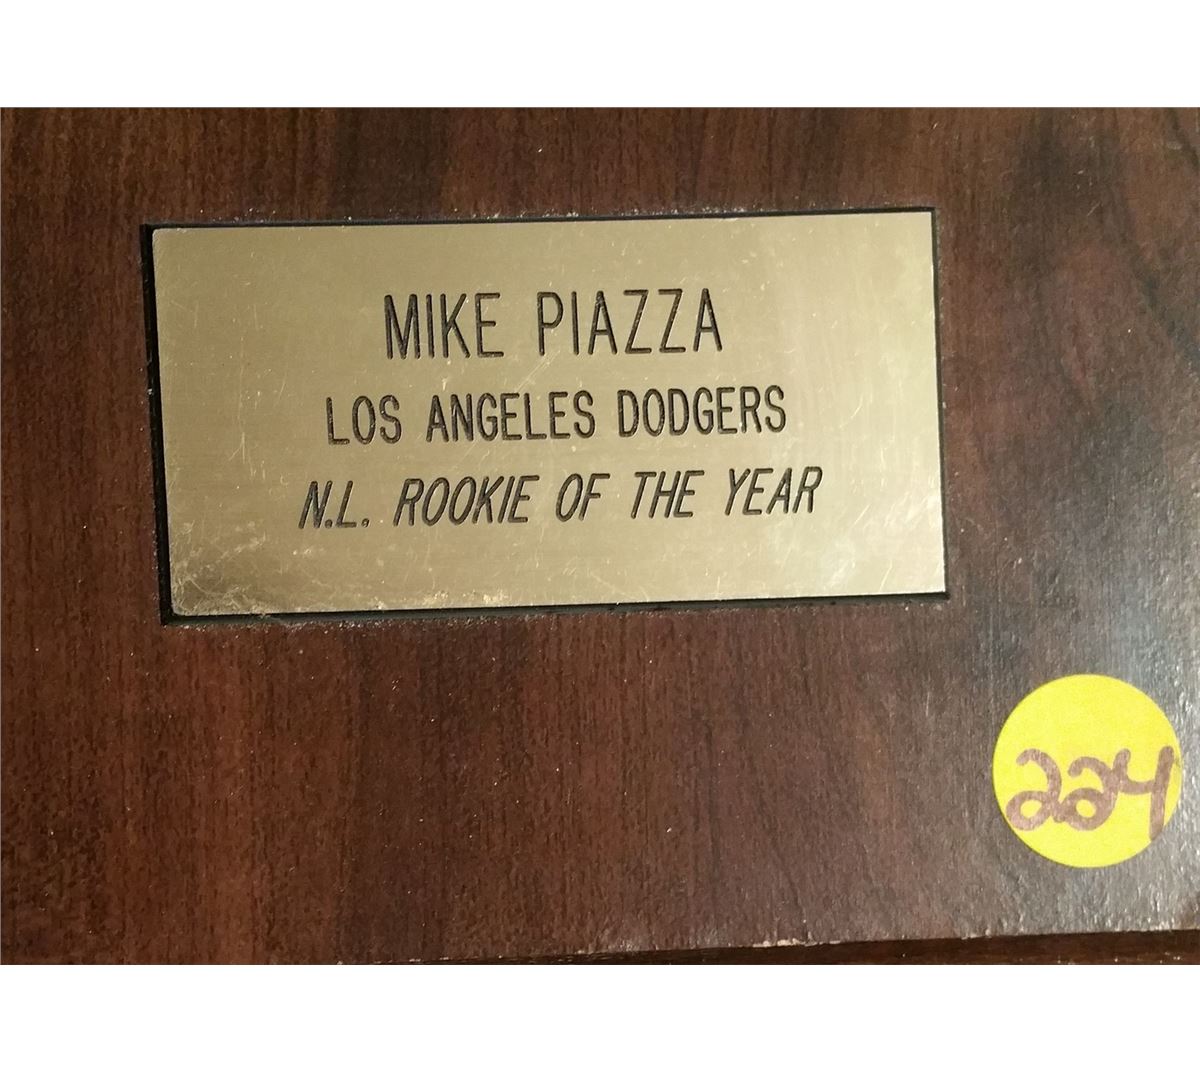 MIKE PIAZZA
LOS ANGELES DODGERS
N.L. ROOKIE OF THE YEAR
224